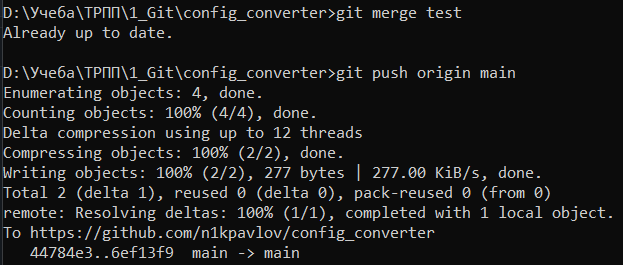 D:\Учеба\ТРПП\1_Git\config_converter>git merge test
Already up to date.
D:\Учеба\ТРПП\1_Git\config_converter>git push origin main
Enumerating objects: 4, done.
Counting objects: 100% (4/4), done.
Delta compression using up to 12 threads
Compressing objects: 100% (2/2), done.
Writing objects: 100% (2/2), 277 bytes | 277.00 KiB/s, done.
Total 2 (delta 1), reused 0 (delta 0), pack-reused 0 (from 0)
remote: Resolving deltas: 100% (1/1), completed with 1 local object.
To https://github.com/n1kpavlov/config_converter
   44784e3..6ef13f9  main -> main